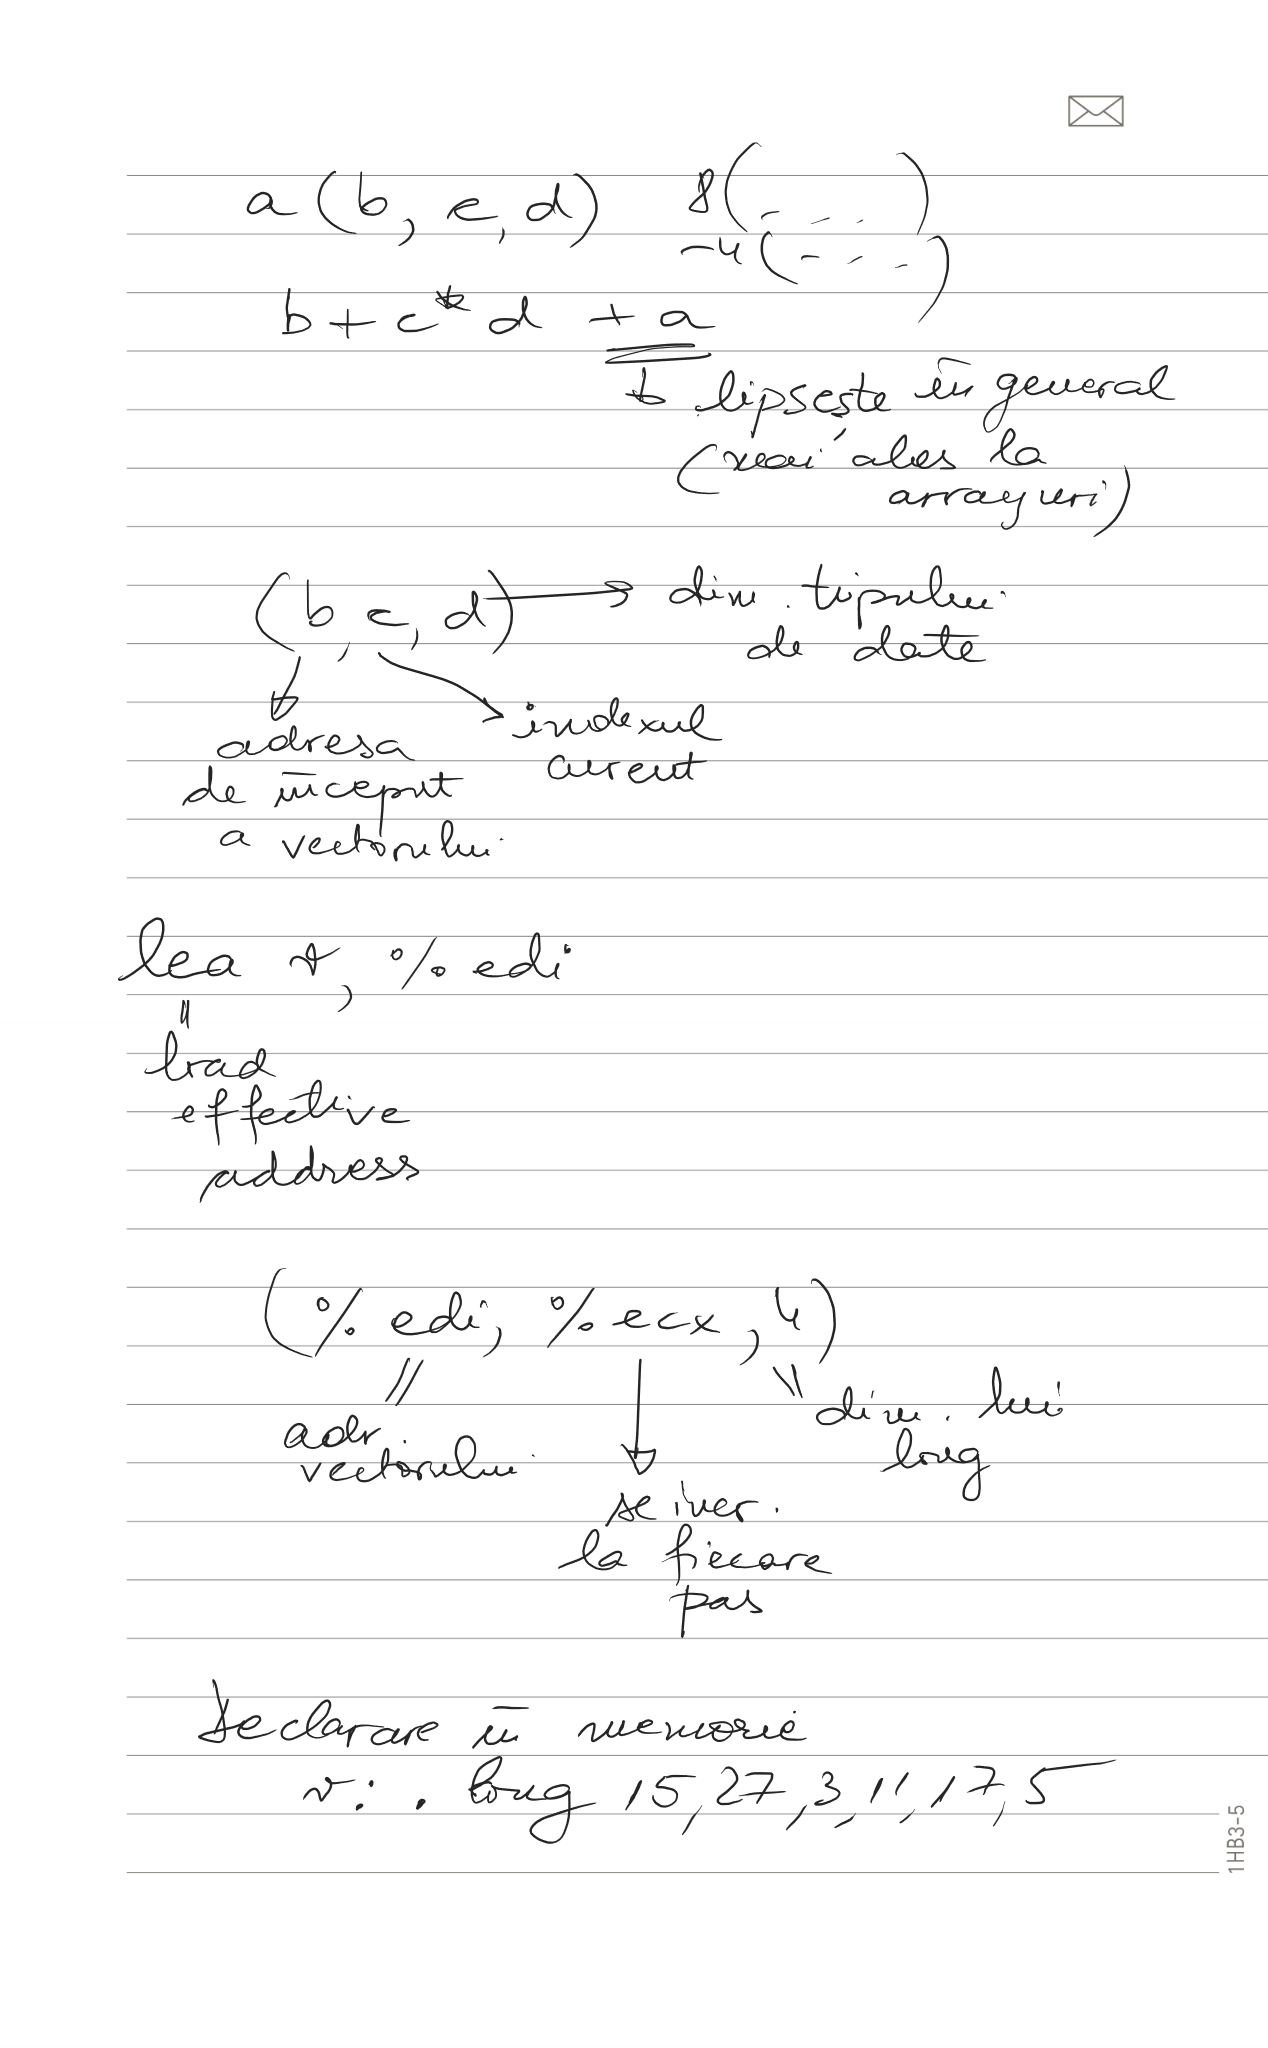 a(b, c, d) 8(_ _ _)
-4(- - -)
b + c * d + a
lipsește în general
(mai ales la
arrayuri)
(b, c, d) → dim. tipului
de date
indexul
curent
adresa
de început
a vectorului
lea v, %edi
load
effective
address
(%edi, %ecx, 4)
dim. lui
long
adr.
vectorului
se incr.
la fiecare
pas
Declarare în memorie
v: .long 15, 27, 3, 11, 17, 5
1HB3-5